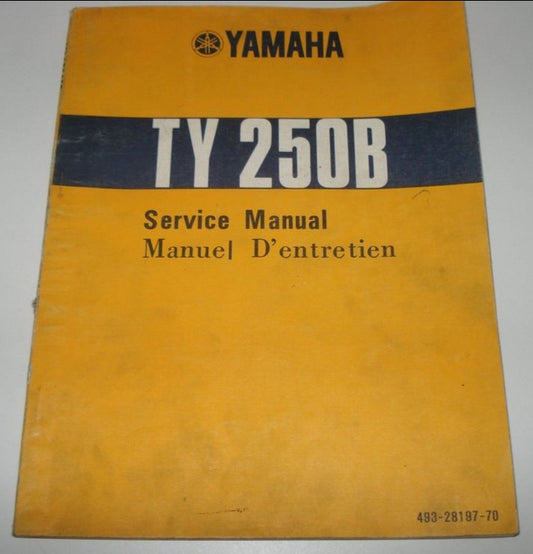 YAMAHA
TY 250B
Service Manual
Manuel D'entretien
493-28197-70